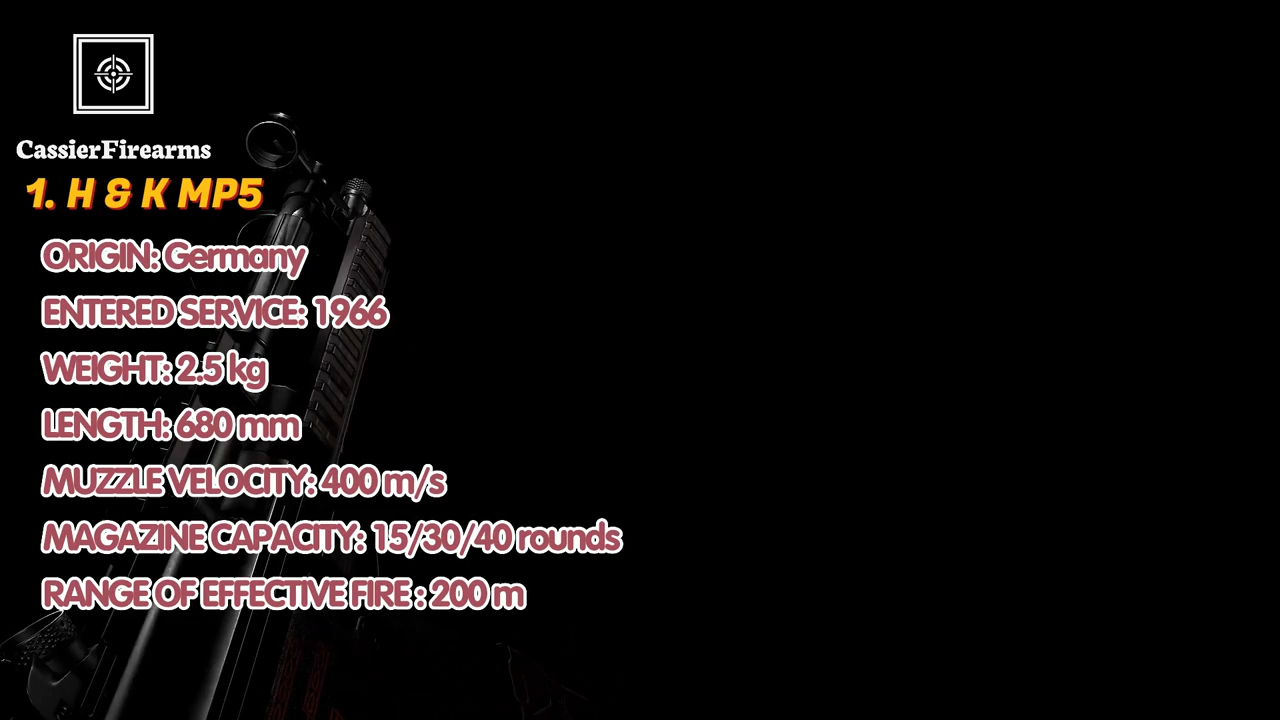 CassierFirearms
1. H & K MP5
ORIGIN: Germany
ENTERED SERVICE: 1966
WEIGHT: 2.5 kg
LENGTH: 680 mm
MUZZLE VELOCITY: 400 m/s
MAGAZINE CAPACITY: 15/30/40 rounds
RANGE OF EFFECTIVE FIRE : 200 m